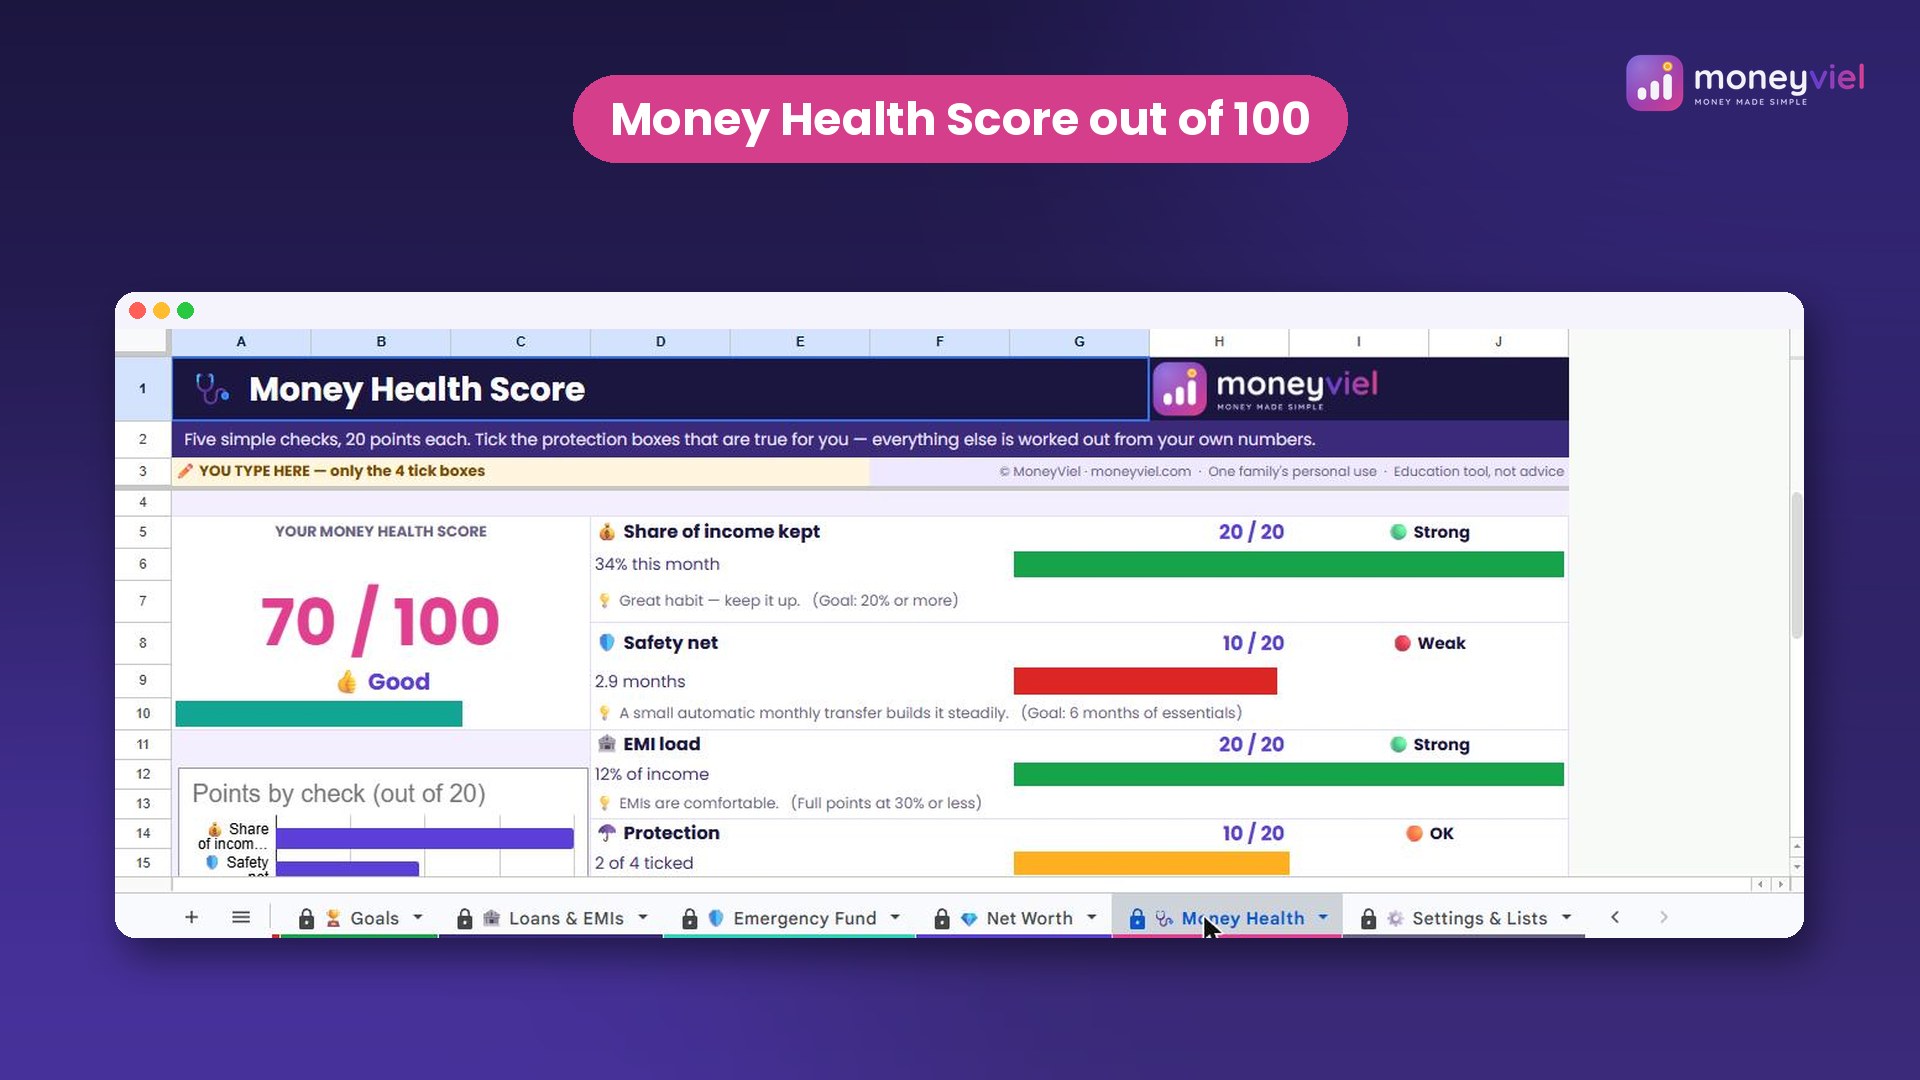 Money Health Score out of 100
moneyviel
MONEY MADE SIMPLE
A B C D E F G H I J
1 Money Health Score
moneyviel
MONEY MADE SIMPLE
2 Five simple checks, 20 points each. Tick the protection boxes that are true for you — everything else is worked out from your own numbers.
3 YOU TYPE HERE — only the 4 tick boxes
© MoneyViel · moneyviel.com · One family's personal use · Education tool, not advice
4
5 YOUR MONEY HEALTH SCORE
Share of income kept 20 / 20 Strong
6 34% this month
7 Great habit — keep it up. (Goal: 20% or more)
70 / 100
8 Safety net 10 / 20 Weak
9 Good
2.9 months
10 A small automatic monthly transfer builds it steadily. (Goal: 6 months of essentials)
11 EMI load 20 / 20 Strong
12 12% of income
Points by check (out of 20)
13 EMIs are comfortable. (Full points at 30% or less)
14 Share of incom...
Protection 10 / 20 OK
15 Safety net
2 of 4 ticked
Goals Loans & EMIs Emergency Fund Net Worth Money Health Settings & Lists